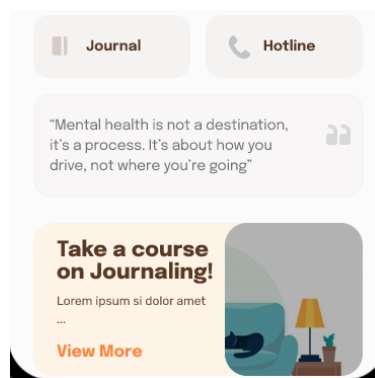 Journal
Hotline
“Mental health is not a destination,
it’s a process. It’s about how you
drive, not where you’re going”
Take a course
on Journaling!
Lorem ipsum si dolor amet
...
View More